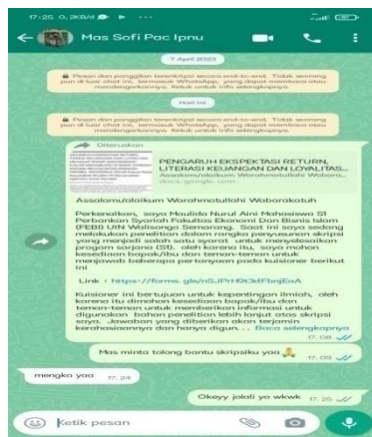 17:25 0, 2KB/d
Mas Sofi Pac Ipnu
7 April 2023
Pesan dan panggilan terenkripsi secara end-to-end. Tidak seorang
pun di luar chat ini, termasuk WhatsApp, yang dapat membaca atau
mendengarkannya. Ketuk untuk info selengkapnya.
Hari ini
Pesan dan panggilan terenkripsi secara end-to-end. Tidak seorang
pun di luar chat ini, termasuk WhatsApp, yang dapat membaca atau
mendengarkannya. Ketuk untuk info selengkapnya.
Diteruskan
PENGARUH EKSPEKTASI RETURN,
LITERASI KEUANGAN DAN LOYALITAS...
Assalamu'alaikum Warohmatullahi Wabara...
docs.google.com
Assalamu'alaikum Warohmatullahi Wabarakatuh
Perkenalkan, saya Maulida Nurul Aini Mahasiswa S1
Perbankan Syariah Fakultas Ekonomi Dan Bisnis Islam
(FEBI) UIN Walisongo Semarang. Saat ini saya sedang
melakukan penelitian dalam rangka penyusunan skripsi
yang menjadi salah satu syarat untuk menyelesaikan
program sarjana (S1). oleh karena itu, saya mohon
kesediaan bapak/ibu dan teman-teman untuk
menjawab beberapa pertanyaan pada kuisioner berikut
ini
Link : https://forms.gle/
Kuisioner ini bertujuan untuk kepentingan ilmiah, oleh
karena itu dimohon kesediaan bapak/ibu dan
teman-teman untuk memberikan informasi untuk
digunakan bahan penelitian lebih lanjut atas skripsi
saya. Jawaban yang diberikan akan terjamin
kerahasiaannya dan hanya digun... Baca selengkapnya
17.08
Mas minta tolong bantu skripsiku yaa 🙏
17.09
mengko yaa 17.24
Okeyy jolali yo wkwk 17.25
Ketik pesan